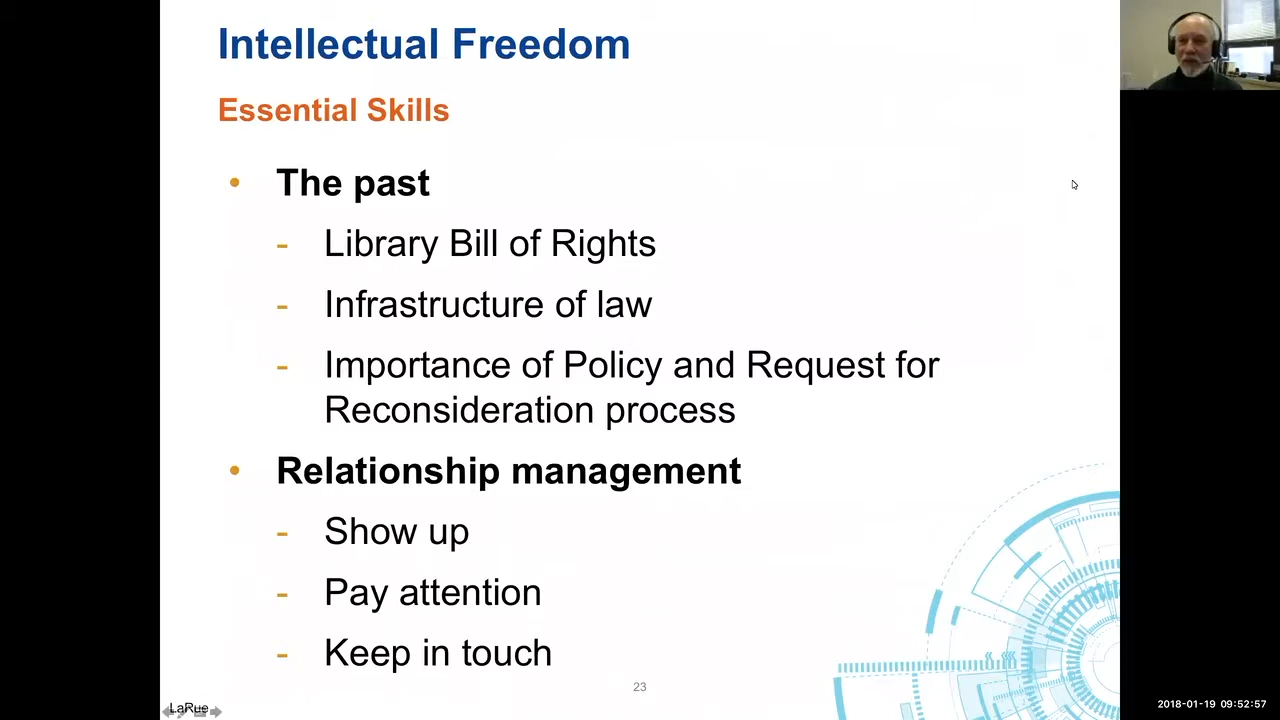 Intellectual Freedom
Essential Skills
• The past
- Library Bill of Rights
- Infrastructure of law
- Importance of Policy and Request for
Reconsideration process
• Relationship management
- Show up
- Pay attention
- Keep in touch
23
LaRue
2018-01-19 09:52:57